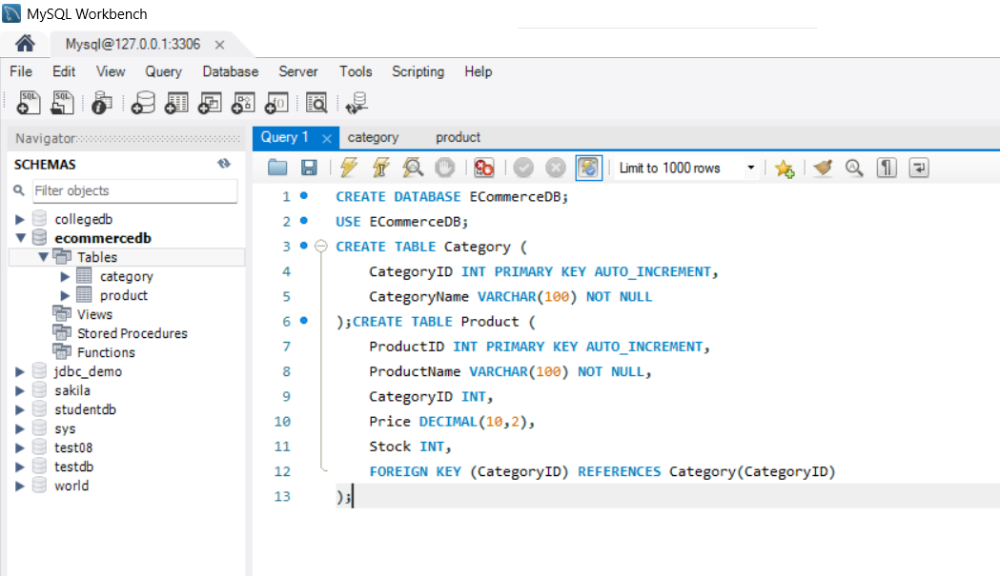 MySQL Workbench
Mysql@127.0.0.1:3306
File Edit View Query Database Server Tools Scripting Help
SQL SQL
Navigator
SCHEMAS
Filter objects
collegedb
ecommercedb
Tables
category
product
Views
Stored Procedures
Functions
jdbc_demo
sakila
studentdb
sys
test08
testdb
world
Query 1 category product
Limit to 1000 rows
1 CREATE DATABASE ECommerceDB;
2 USE ECommerceDB;
3 CREATE TABLE Category (
4 CategoryID INT PRIMARY KEY AUTO_INCREMENT,
5 CategoryName VARCHAR(100) NOT NULL
6 );CREATE TABLE Product (
7 ProductID INT PRIMARY KEY AUTO_INCREMENT,
8 ProductName VARCHAR(100) NOT NULL,
9 CategoryID INT,
10 Price DECIMAL(10,2),
11 Stock INT,
12 FOREIGN KEY (CategoryID) REFERENCES Category(CategoryID)
13 );